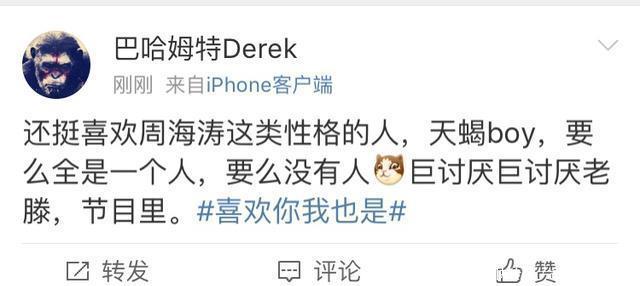 巴哈姆特Derek
刚刚 来自iPhone客户端
还挺喜欢周海涛这类性格的人，天蝎boy，要
么全是一个人，要么没有人巨讨厌巨讨厌老
滕，节目里。#喜欢你我也是#
转发 评论 赞